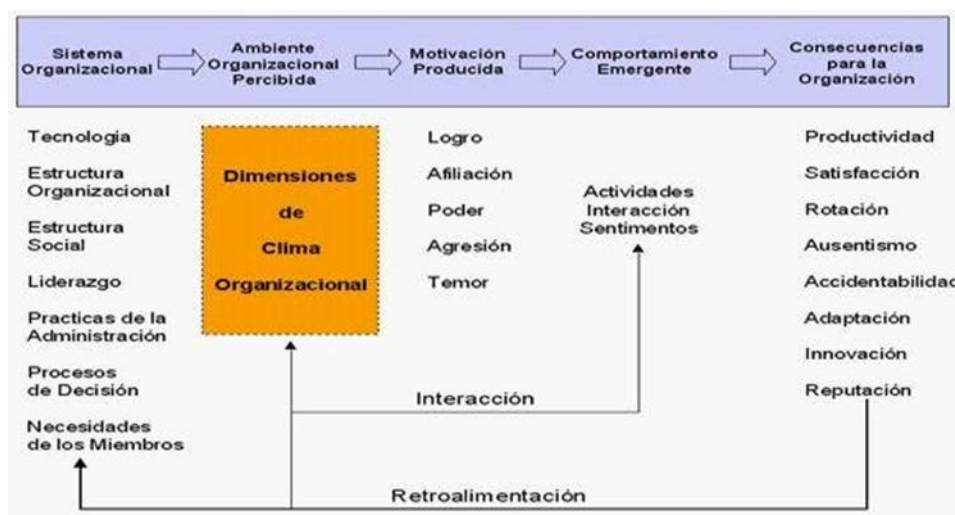 Sistema
Organizacional
Ambiente
Organizacional
Percibida
Motivación
Producida
Comportamiento
Emergente
Consecuencias
para la
Organización
Tecnologia
Estructura
Organizacional
Estructura
Social
Liderazgo
Practicas de la
Administración
Procesos
de Decisión
Necesidades
de los Miembros
Dimensiones
de
Clima
Organizacional
Logro
Afiliación
Poder
Agresión
Temor
Actividades
Interacción
Sentimentos
Productividad
Satisfacción
Rotación
Ausentismo
Accidentabilidad
Adaptación
Innovación
Reputación
Interacción
Retroalimentación